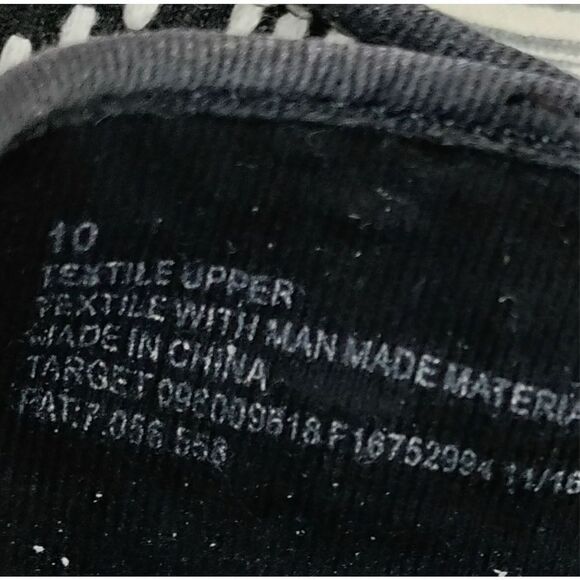 10
TEXTILE UPPER
TEXTILE WITH MAN MADE MATERIA
MADE IN CHINA
TARGET 098009618 F16752994 11/16
PAT:7,056,558